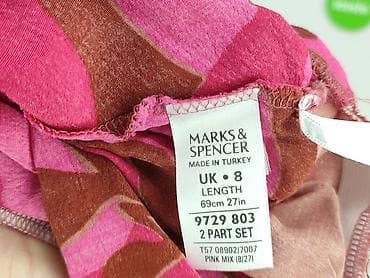 MARKS &
SPENCER
MADE IN TURKEY
UK • 8
LENGTH
69cm 27in
9729 803
2 PART SET
T57 08902/7007
PINK MIX (8/27)